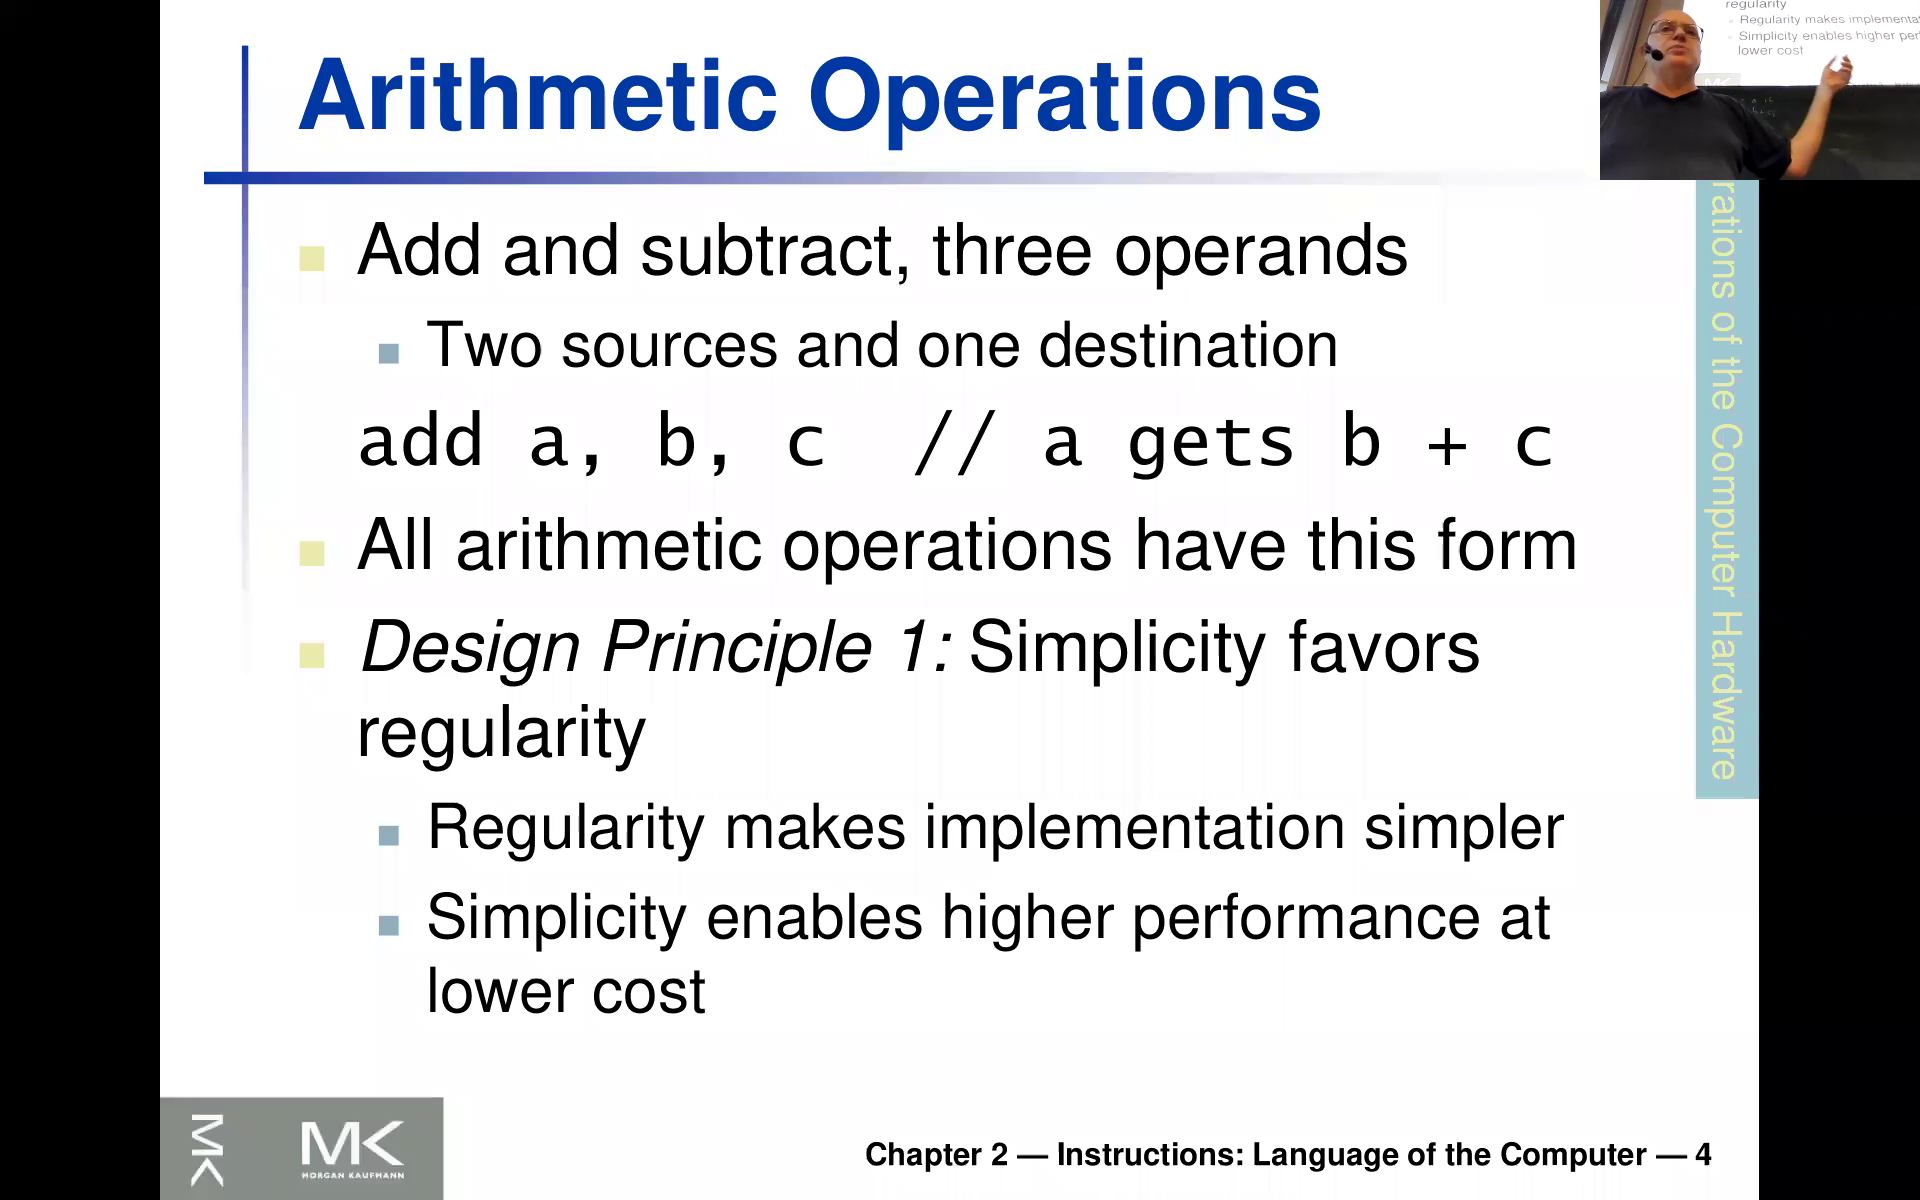 Arithmetic Operations
regularity
Regularity makes implementa
Simplicity enables higher per
lower cost
MK
Add and subtract, three operands
Two sources and one destination
add a, b, c // a gets b + c
All arithmetic operations have this form
Design Principle 1: Simplicity favors
regularity
Regularity makes implementation simpler
Simplicity enables higher performance at
lower cost
rations of the Computer Hardware
MK
MK
MORGAN KAUFMANN
Chapter 2 — Instructions: Language of the Computer — 4